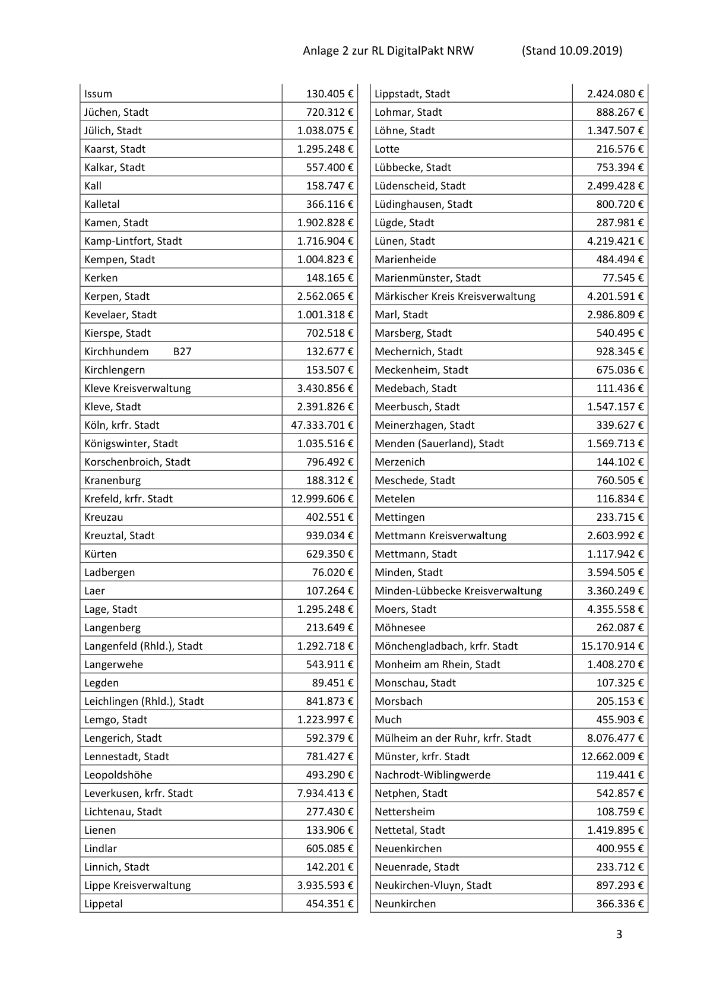 Anlage 2 zur RL DigitalPakt NRW (Stand 10.09.2019)
Issum 130.405 €
Jüchen, Stadt 720.312 €
Jülich, Stadt 1.038.075 €
Kaarst, Stadt 1.295.248 €
Kalkar, Stadt 557.400 €
Kall 158.747 €
Kalletal 366.116 €
Kamen, Stadt 1.902.828 €
Kamp-Lintfort, Stadt 1.716.904 €
Kempen, Stadt 1.004.823 €
Kerken 148.165 €
Kerpen, Stadt 2.562.065 €
Kevelaer, Stadt 1.001.318 €
Kierspe, Stadt 702.518 €
Kirchhundem B27 132.677 €
Kirchlengern 153.507 €
Kleve Kreisverwaltung 3.430.856 €
Kleve, Stadt 2.391.826 €
Köln, krfr. Stadt 47.333.701 €
Königswinter, Stadt 1.035.516 €
Korschenbroich, Stadt 796.492 €
Kranenburg 188.312 €
Krefeld, krfr. Stadt 12.999.606 €
Kreuzau 402.551 €
Kreuztal, Stadt 939.034 €
Kürten 629.350 €
Ladbergen 76.020 €
Laer 107.264 €
Lage, Stadt 1.295.248 €
Langenberg 213.649 €
Langenfeld (Rhld.), Stadt 1.292.718 €
Langerwehe 543.911 €
Legden 89.451 €
Leichlingen (Rhld.), Stadt 841.873 €
Lemgo, Stadt 1.223.997 €
Lengerich, Stadt 592.379 €
Lennestadt, Stadt 781.427 €
Leopoldshöhe 493.290 €
Leverkusen, krfr. Stadt 7.934.413 €
Lichtenau, Stadt 277.430 €
Lienen 133.906 €
Lindlar 605.085 €
Linnich, Stadt 142.201 €
Lippe Kreisverwaltung 3.935.593 €
Lippetal 454.351 €
Lippstadt, Stadt 2.424.080 €
Lohmar, Stadt 888.267 €
Löhne, Stadt 1.347.507 €
Lotte 216.576 €
Lübbecke, Stadt 753.394 €
Lüdenscheid, Stadt 2.499.428 €
Lüdinghausen, Stadt 800.720 €
Lügde, Stadt 287.981 €
Lünen, Stadt 4.219.421 €
Marienheide 484.494 €
Marienmünster, Stadt 77.545 €
Märkischer Kreis Kreisverwaltung 4.201.591 €
Marl, Stadt 2.986.809 €
Marsberg, Stadt 540.495 €
Mechernich, Stadt 928.345 €
Meckenheim, Stadt 675.036 €
Medebach, Stadt 111.436 €
Meerbusch, Stadt 1.547.157 €
Meinerzhagen, Stadt 339.627 €
Menden (Sauerland), Stadt 1.569.713 €
Merzenich 144.102 €
Meschede, Stadt 760.505 €
Metelen 116.834 €
Mettingen 233.715 €
Mettmann Kreisverwaltung 2.603.992 €
Mettmann, Stadt 1.117.942 €
Minden, Stadt 3.594.505 €
Minden-Lübbecke Kreisverwaltung 3.360.249 €
Moers, Stadt 4.355.558 €
Möhnesee 262.087 €
Mönchengladbach, krfr. Stadt 15.170.914 €
Monheim am Rhein, Stadt 1.408.270 €
Monschau, Stadt 107.325 €
Morsbach 205.153 €
Much 455.903 €
Mülheim an der Ruhr, krfr. Stadt 8.076.477 €
Münster, krfr. Stadt 12.662.009 €
Nachrodt-Wiblingwerde 119.441 €
Netphen, Stadt 542.857 €
Nettersheim 108.759 €
Nettetal, Stadt 1.419.895 €
Neuenkirchen 400.955 €
Neuenrade, Stadt 233.712 €
Neukirchen-Vluyn, Stadt 897.293 €
Neunkirchen 366.336 €
3